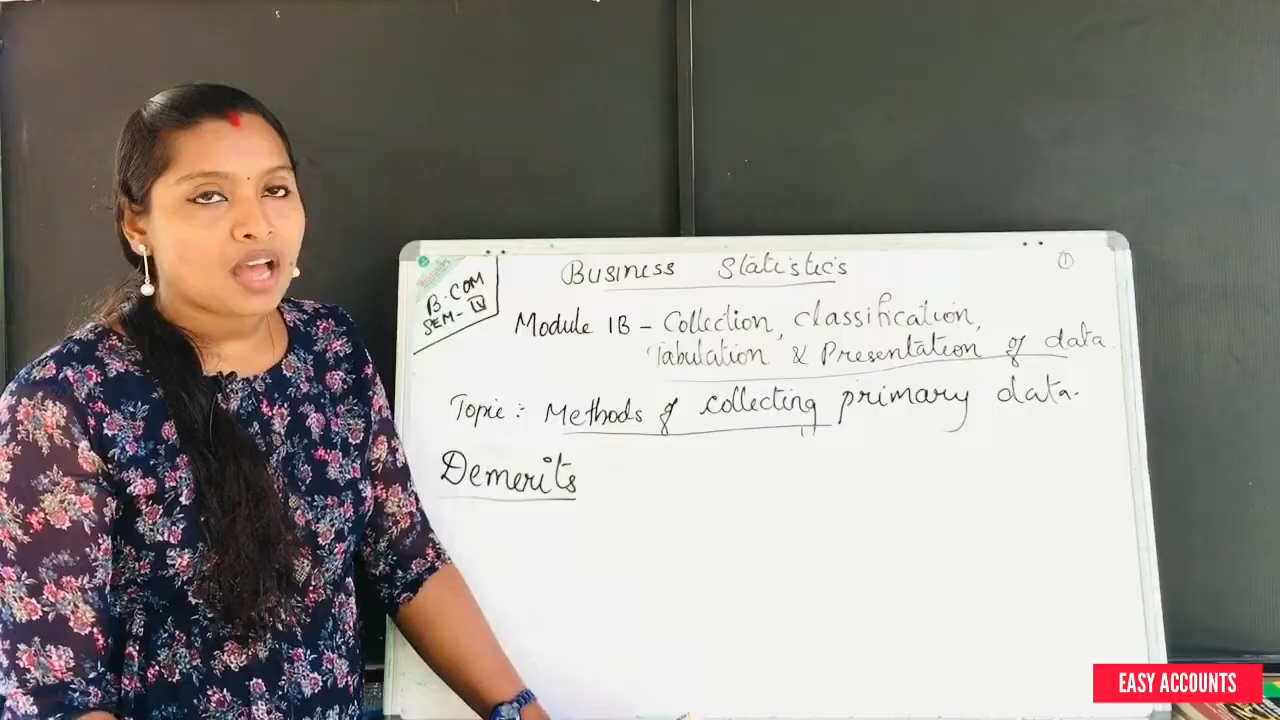 B.COM
SEM-IV
Business Statistics
1
Module 1B - Collection, classification,
Tabulation & Presentation of data.
Topic :- Methods of collecting primary data.
Demerits
EASY ACCOUNTS